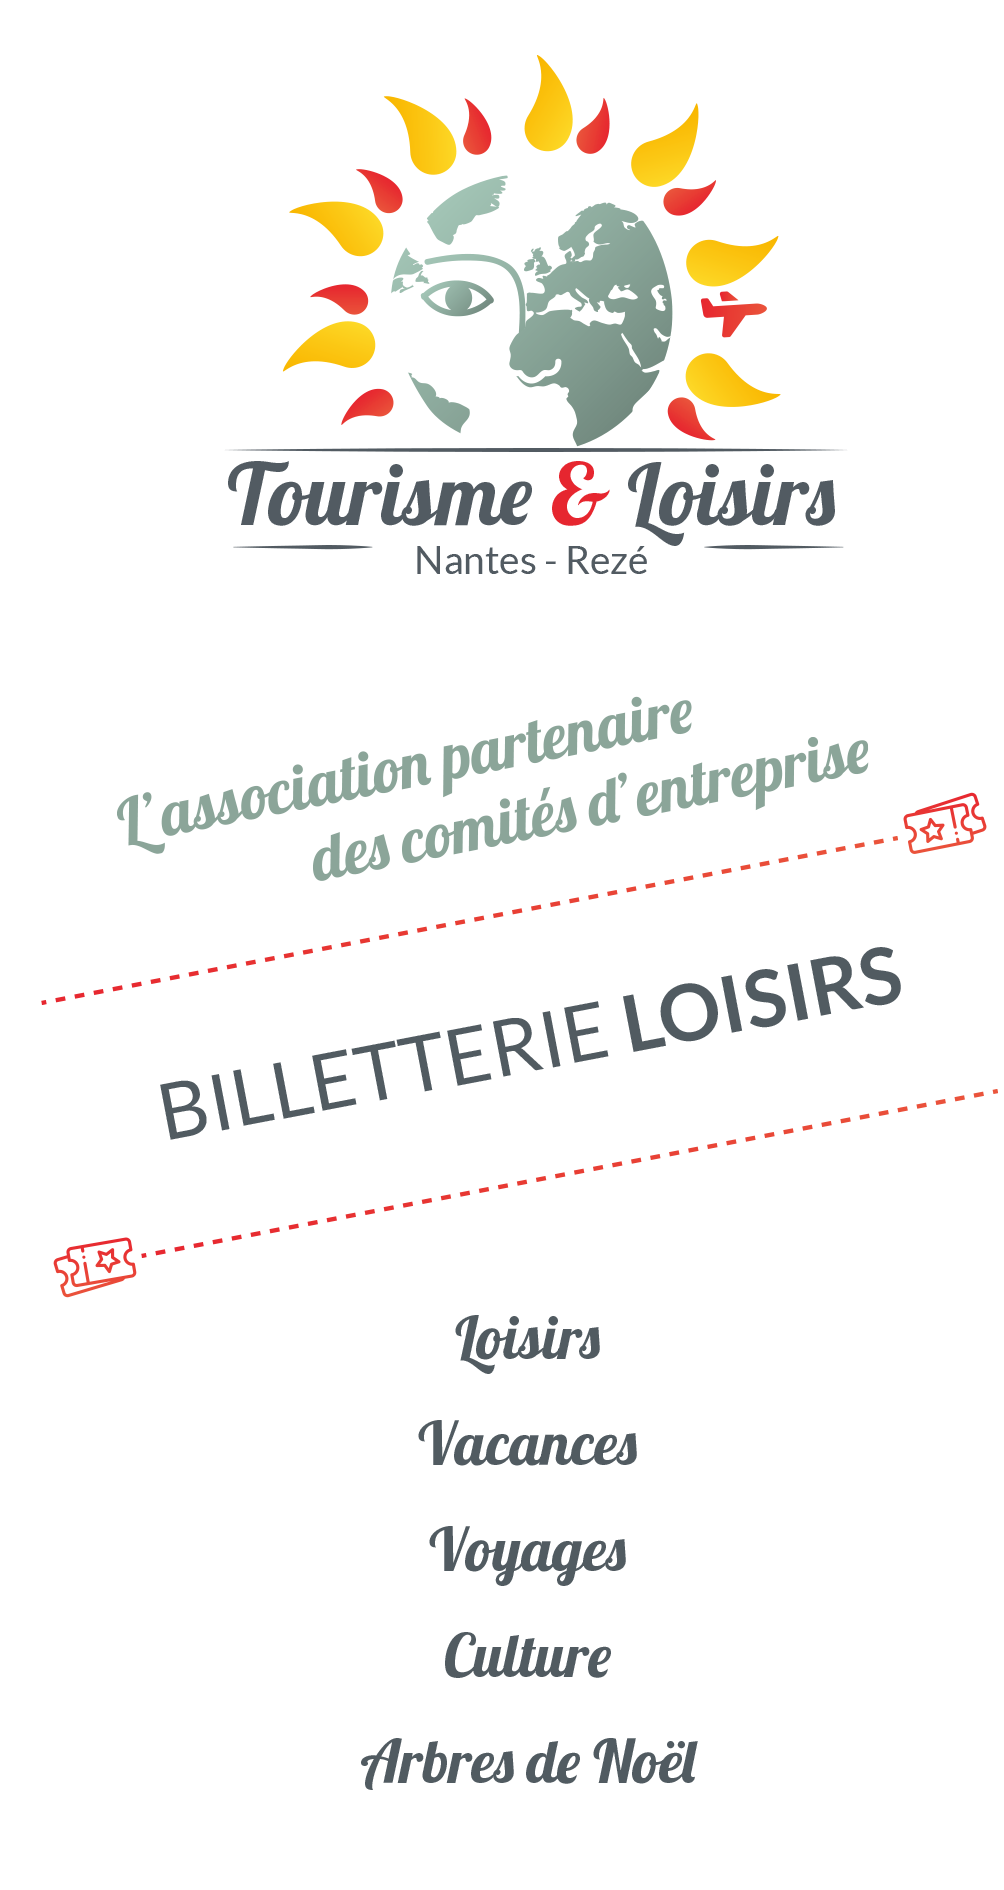 Tourisme & Loisirs
Nantes - Rezé
L’association partenaire
des comités d’entreprise
BILLETTERIE LOISIRS
Loisirs
Vacances
Voyages
Culture
Arbres de Noël